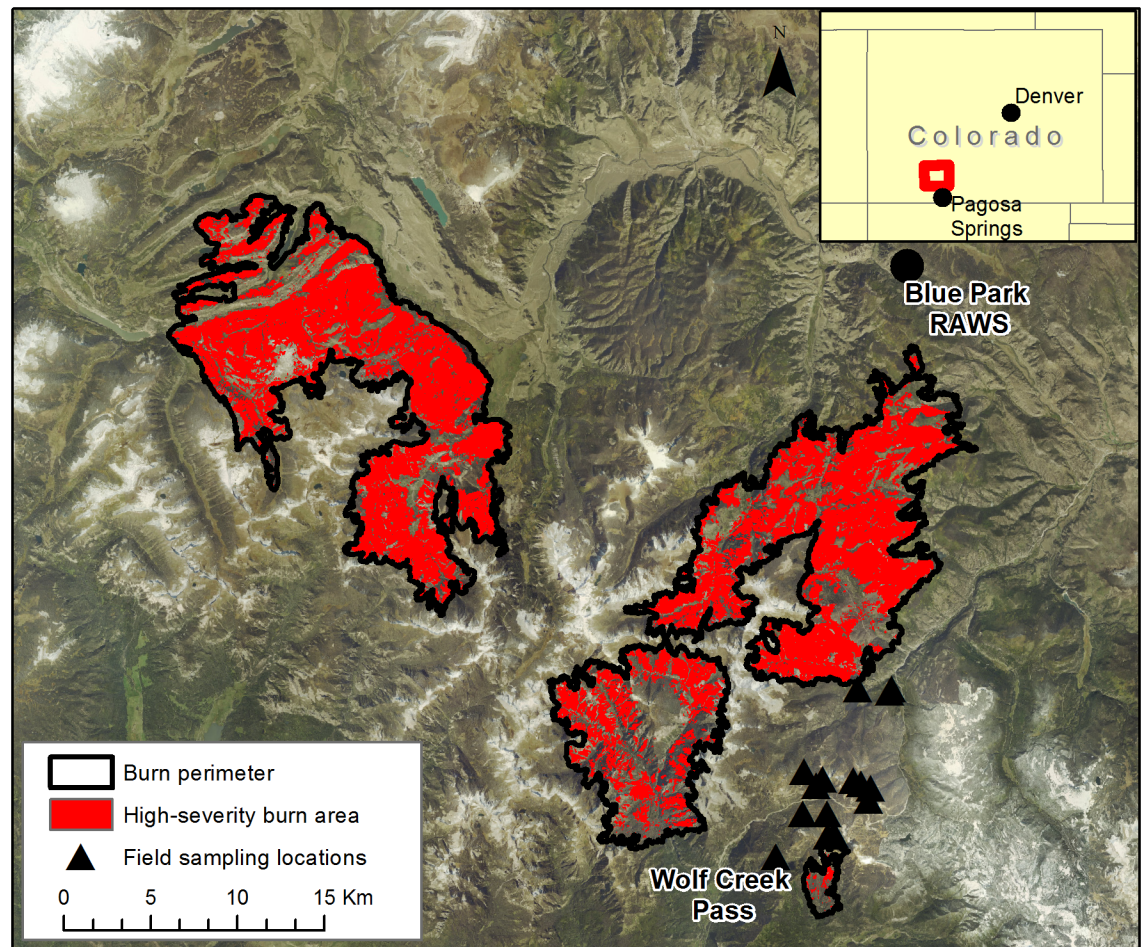 N
Denver
Colorado
Pagosa
Springs
Blue Park
RAWS
Burn perimeter
High-severity burn area
Field sampling locations
0 5 10 15 Km
Wolf Creek
Pass